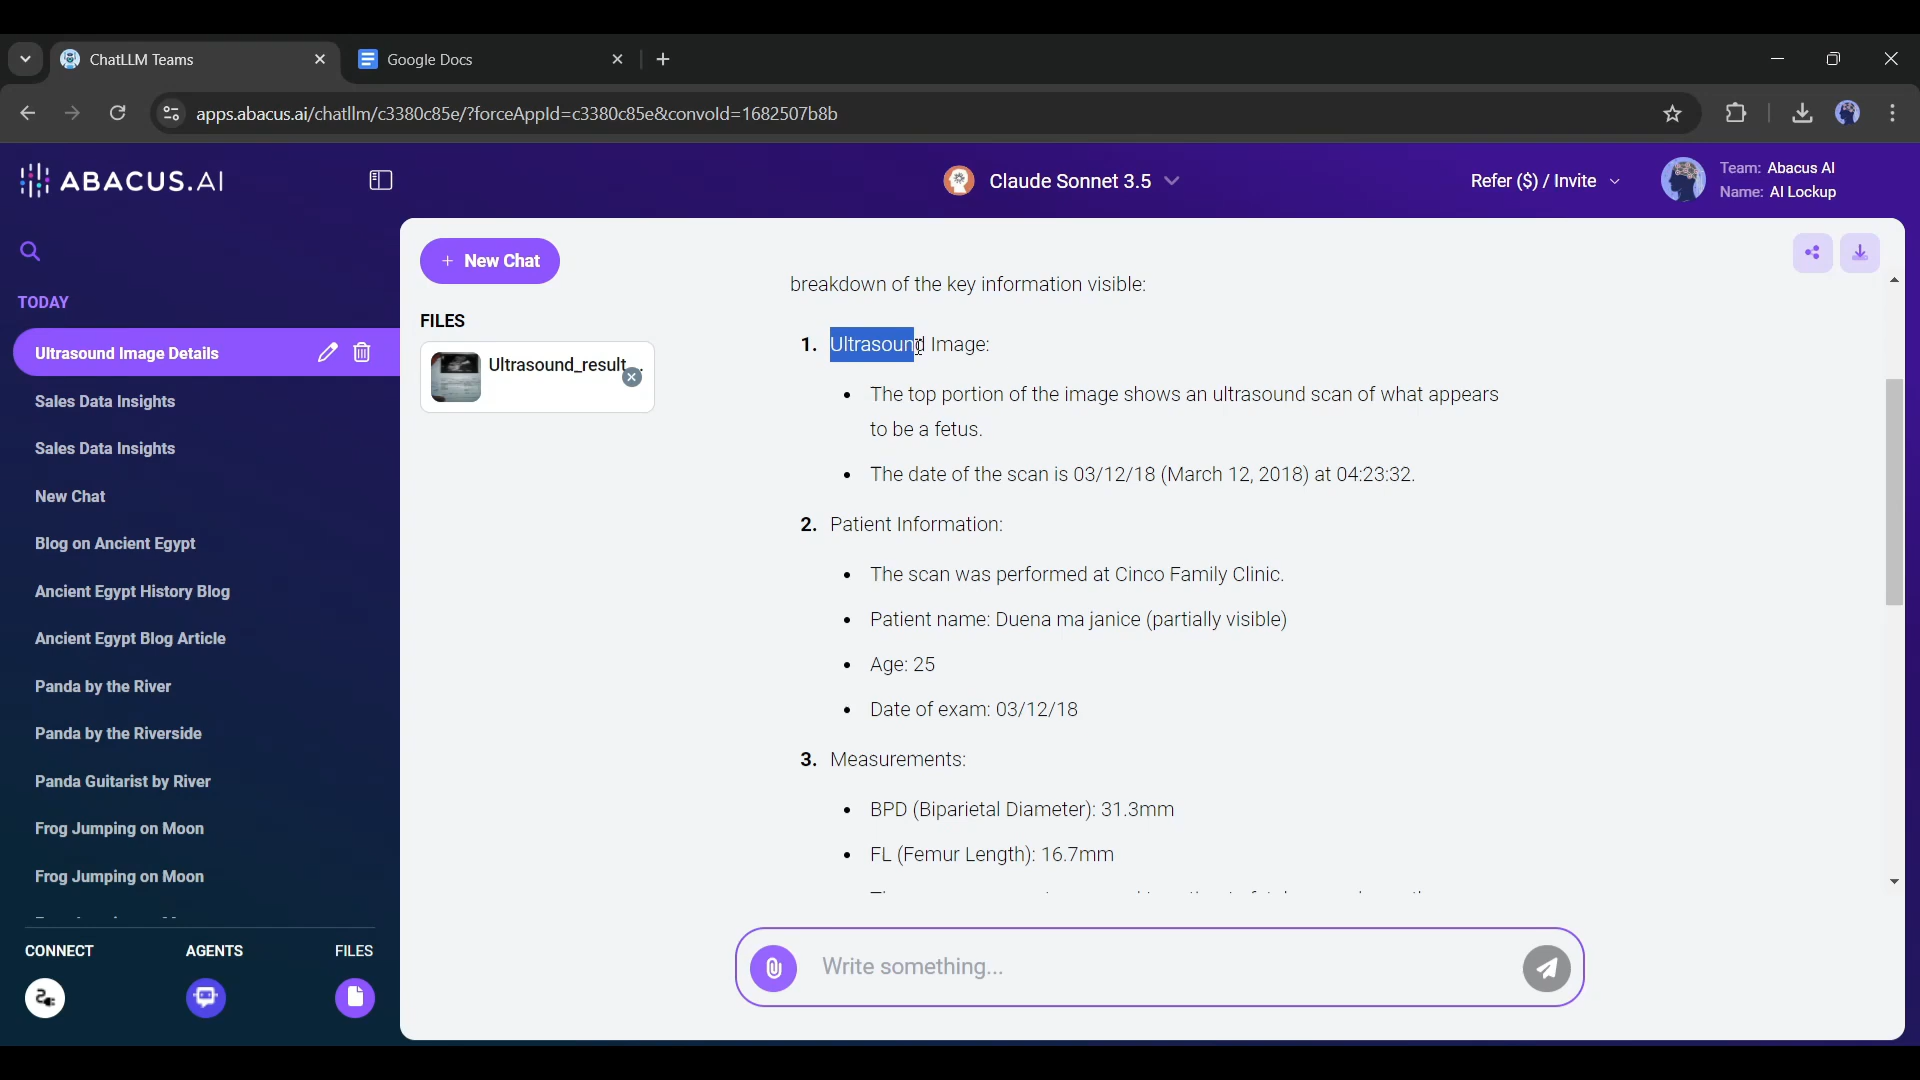 ChatLLM Teams
Google Docs
apps.abacus.ai/chatllm/c3380c85e/?forceAppId=c3380c85e&convoId=1682507b8b
ABACUS.AI
Claude Sonnet 3.5
Refer ($) / Invite
Team: Abacus AI
Name: AI Lockup
TODAY
Ultrasound Image Details
Sales Data Insights
Sales Data Insights
New Chat
Blog on Ancient Egypt
Ancient Egypt History Blog
Ancient Egypt Blog Article
Panda by the River
Panda by the Riverside
Panda Guitarist by River
Frog Jumping on Moon
Frog Jumping on Moon
CONNECT
AGENTS
FILES
+ New Chat
FILES
Ultrasound_result...
breakdown of the key information visible:
1. Ultrasound Image:
• The top portion of the image shows an ultrasound scan of what appears
to be a fetus.
• The date of the scan is 03/12/18 (March 12, 2018) at 04:23:32.
2. Patient Information:
• The scan was performed at Cinco Family Clinic.
• Patient name: Duena ma janice (partially visible)
• Age: 25
• Date of exam: 03/12/18
3. Measurements:
• BPD (Biparietal Diameter): 31.3mm
• FL (Femur Length): 16.7mm
Write something...